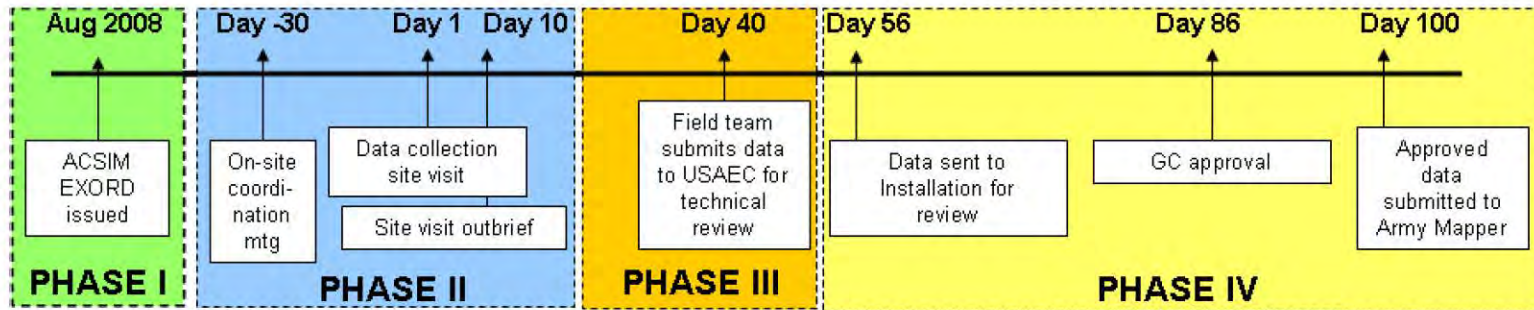 Aug 2008
Day -30
Day 1
Day 10
Day 40
Day 56
Day 86
Day 100
ACSIM
EXORD
issued
On-site
coordi-
nation
mtg
Data collection
site visit
Site visit outbrief
Field team
submits data
to USAEC for
technical
review
Data sent to
Installation for
review
GC approval
Approved
data
submitted to
Army Mapper
PHASE I
PHASE II
PHASE III
PHASE IV